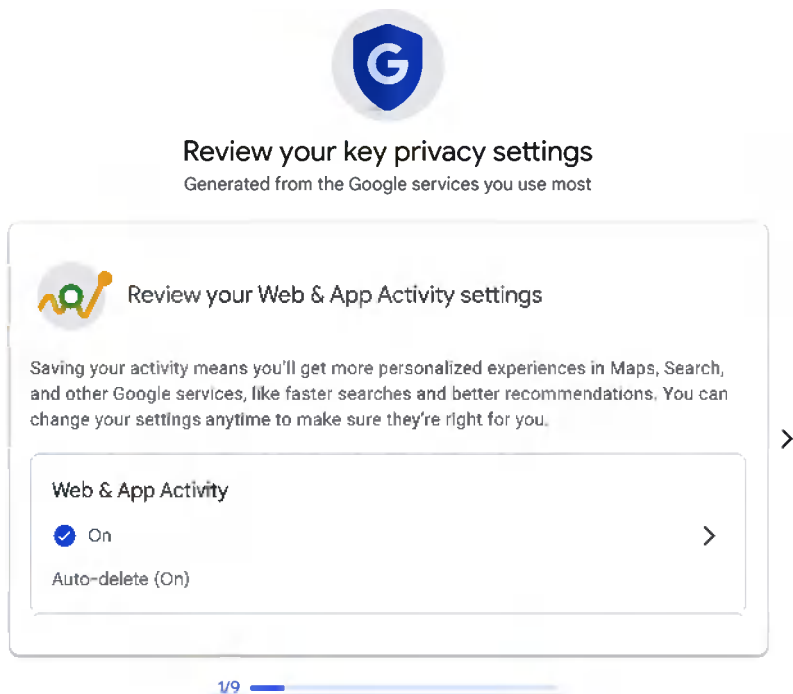 G
Review your key privacy settings
Generated from the Google services you use most
Review your Web & App Activity settings
Saving your activity means you'll get more personalized experiences in Maps, Search,
and other Google services, like faster searches and better recommendations. You can
change your settings anytime to make sure they're right for you.
Web & App Activity
On
Auto-delete (On)
1/9